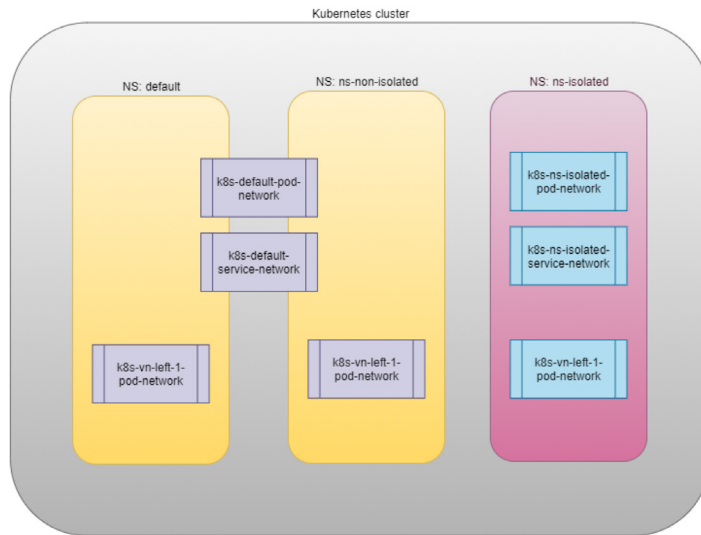 Kubernetes cluster
NS: default
NS: ns-non-isolated
NS: ns-isolated
k8s-default-pod-
network
k8s-ns-isolated-
pod-network
k8s-default-
service-network
k8s-ns-isolated-
service-network
k8s-vn-left-1-
pod-network
k8s-vn-left-1-
pod-network
k8s-vn-left-1-
pod-network